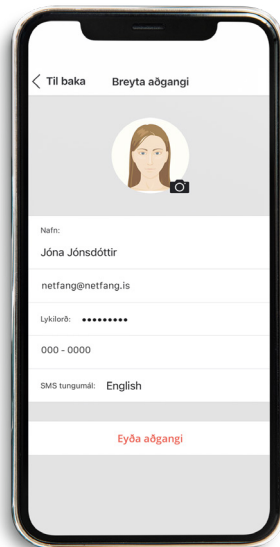 Til baka Breyta aðgangi
Nafn:
Jóna Jónsdóttir
netfang@netfang.is
Lykilorð: •••••••••
000 - 0000
SMS tungumál: English
Eyða aðgangi